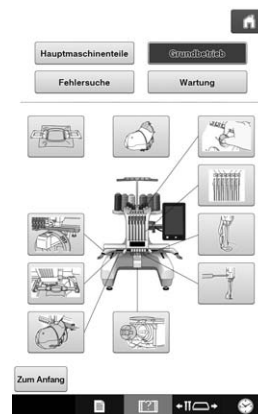 Hauptmaschinenteile
Grundbetrieb
Fehlersuche
Wartung
Zum Anfang